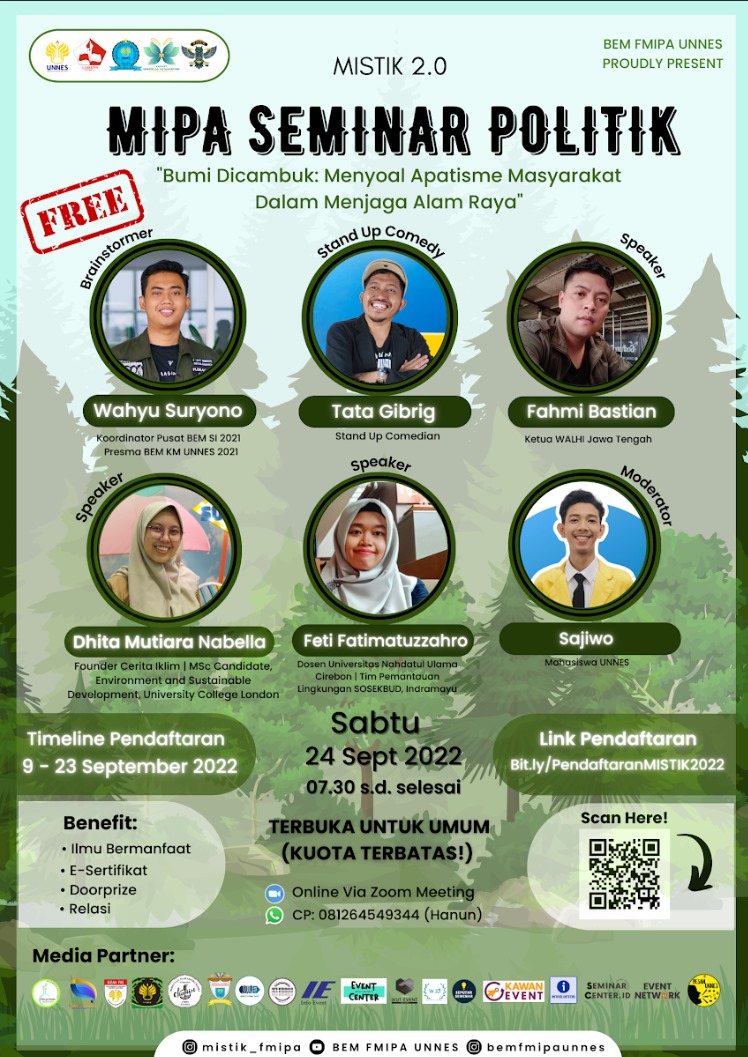 UNNES
MISTIK 2.0
BEM FMIPA UNNES
PROUDLY PRESENT
MIPA SEMINAR POLITIK
"Bumi Dicambuk: Menyoal Apatisme Masyarakat
Dalam Menjaga Alam Raya"
FREE
Brainstormer
Stand Up Comedy
Speaker
Wahyu Suryono
Tata Gibrig
Fahmi Bastian
Koordinator Pusat BEM SI 2021
Presma BEM KM UNNES 2021
Stand Up Comedian
Ketua WALHI Jawa Tengah
Speaker
Speaker
Moderator
Dhita Mutiara Nabella
Feti Fatimatuzzahro
Sajiwo
Founder Cerita Iklim | MSc Candidate,
Environment and Sustainable
Development, University College London
Dosen Universitas Nahdatul Ulama
Cirebon | Tim Pemantauan
Lingkungan SOSEKBUD, Indramayu
Mahasiswa UNNES
Timeline Pendaftaran
9 - 23 September 2022
Sabtu
24 Sept 2022
07.30 s.d. selesai
Link Pendaftaran
Bit.ly/PendaftaranMISTIK2022
Benefit:
• Ilmu Bermanfaat
• E-Sertifikat
• Doorprize
• Relasi
TERBUKA UNTUK UMUM
(KUOTA TERBATAS!)
Online Via Zoom Meeting
CP: 081264549344 (Hanun)
Scan Here!
Media Partner:
EVENT
CENTER
KAWAN
EVENT
SEMINAR
CENTER.ID
EVENT
NETWORK
mistik_fmipa
BEM FMIPA UNNES
bemfmipaunnes